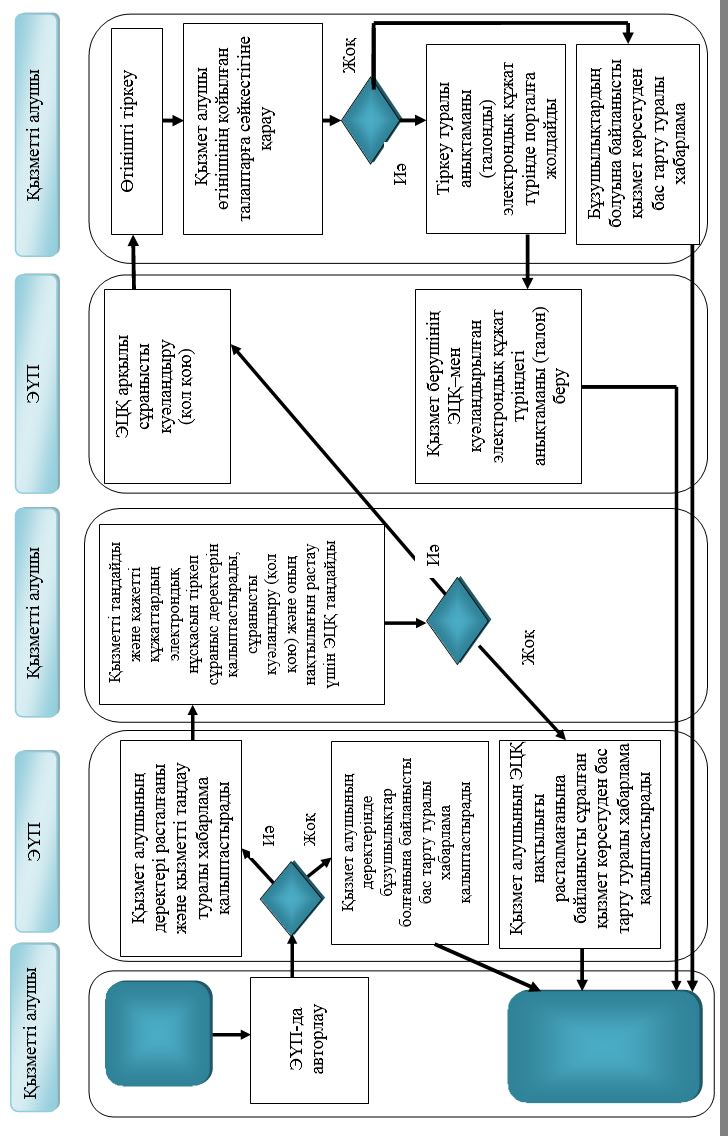 Қызметті алушы
ЭҮП
Қызметті алушы
ЭҮП
Қызметті алушы
ЭҮП-да
авторлау
Қызмет алушының
деректері расталғаны
және қызметті таңдау
туралы хабарлама
қалыптастырады
Иә
Жоқ
Қызмет алушының
деректерінде
бұзушылықтар
болғанына байланысты
бас тарту туралы
хабарлама
қалыптастырады
Қызмет алушының ЭЦҚ
нақтылығы
расталмағанына
байланысты сұралған
қызмет көрсетуден бас
тарту туралы хабарлама
қалыптастырады
Қызметті таңдайды
және қажетті
құжаттардың
электрондық
нұсқасын тіркеп
сұраныс деректерін
қалыптастырады,
сұранысты
куәландыру (қол
қою) және оның
нақтылығын растау
үшін ЭЦҚ таңдайды
Иә
Жоқ
ЭЦҚ арқылы
сұранысты
куәландыру
(қол қою)
Қызмет берушінің
ЭЦҚ–мен
куәландырылған
электрондық құжат
түріндегі
анықтаманы (талон)
беру
Өтінішті тіркеу
Қызмет алушы
өтінішінің қойылған
талаптарға сәйкестігіне
қарау
Жоқ
Иә
Тіркеу туралы
анықтаманы
(талонды)
электрондық құжат
түрінде порталға
жолдайды
Бұзушылықтардың
болуына байланысты
қызмет көрсетуден
бас тарту туралы
хабарлама